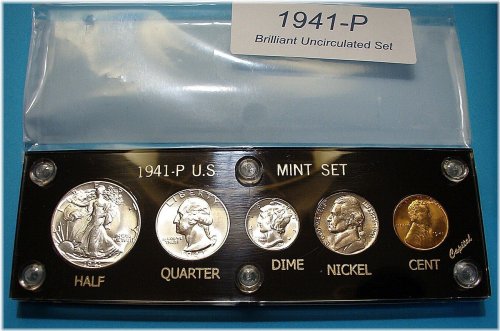 1941-P
Brilliant Uncirculated Set
1941-P U.S. MINT SET
LIBERTY
HALF
QUARTER
DIME
NICKEL
CENT
Capitol